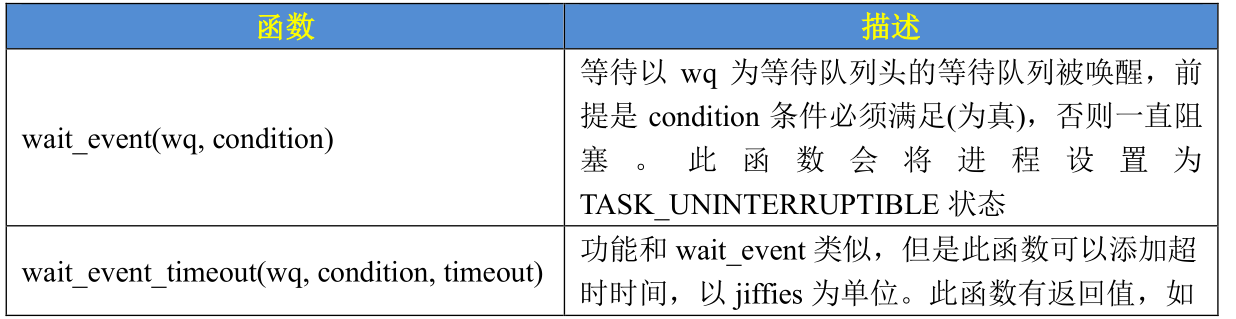 函数
描述
wait_event(wq, condition)
等待以 wq 为等待队列头的等待队列被唤醒，前
提是 condition 条件必须满足(为真)，否则一直阻
塞。此函数会将进程设置为
TASK_UNINTERRUPTIBLE 状态
wait_event_timeout(wq, condition, timeout)
功能和 wait_event 类似，但是此函数可以添加超
时时间，以 jiffies 为单位。此函数有返回值，如